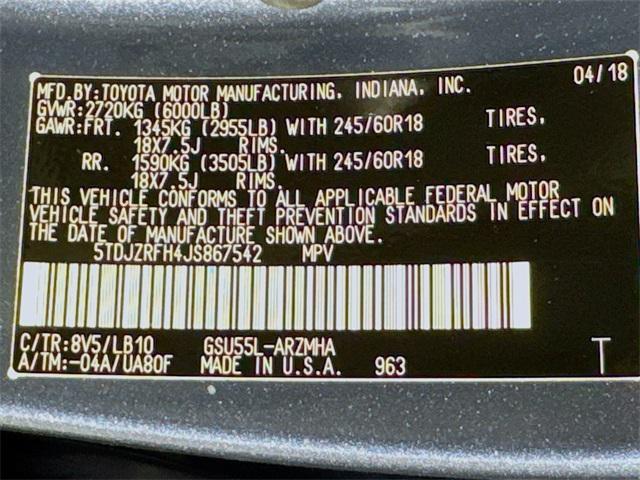 MFD.BY:TOYOTA MOTOR MANUFACTURING, INDIANA, INC. 04/18
GVWR:2720KG (6000LB)
GAWR:FRT. 1345KG (2955LB) WITH 245/60R18 TIRES,
18X7.5J RIMS.
RR. 1590KG (3505LB) WITH 245/60R18 TIRES,
18X7.5J RIMS.
THIS VEHICLE CONFORMS TO ALL APPLICABLE FEDERAL MOTOR
VEHICLE SAFETY AND THEFT PREVENTION STANDARDS IN EFFECT ON
THE DATE OF MANUFACTURE SHOWN ABOVE.
5TDJZRFH4JS867542 MPV
C/TR:8V5/LB10 GSU55L-ARZMHA
A/TM:-04A/UA80F MADE IN U.S.A. 963 T